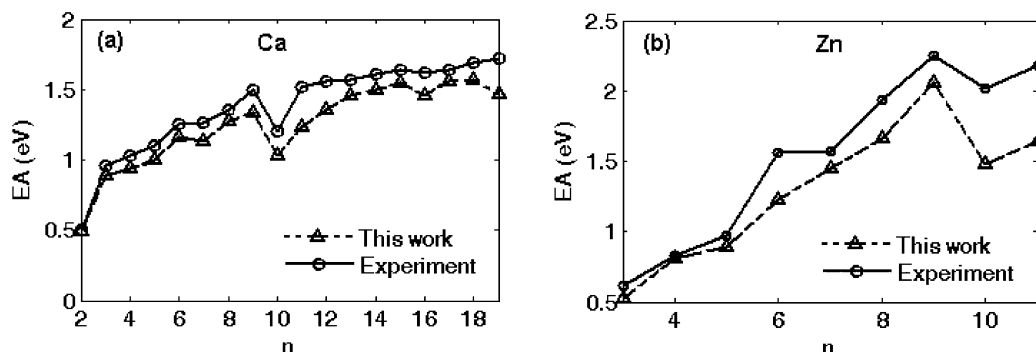 (a)
Ca
EA (eV)
2
1.5
1
0.5
0
This work
Experiment
2 4 6 8 10 12 14 16 18
n
(b)
Zn
EA (eV)
2.5
2
1.5
1
0.5
This work
Experiment
4 6 8 10
n